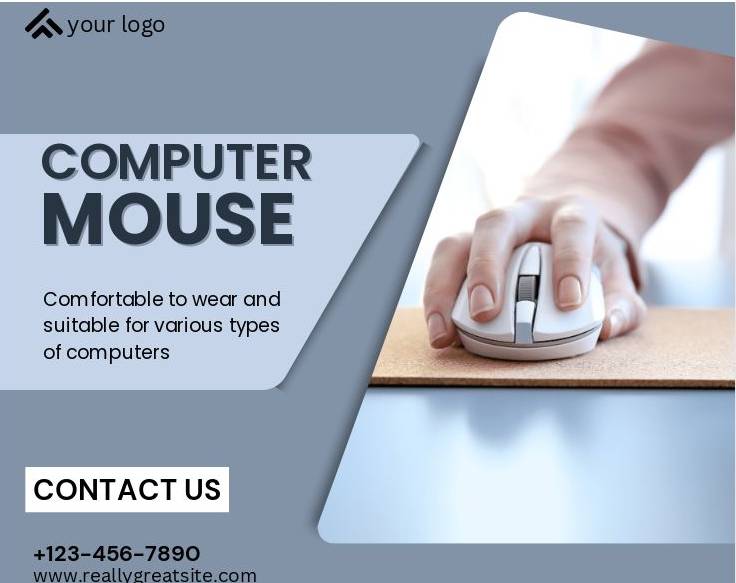 your logo
COMPUTER
MOUSE
Comfortable to wear and
suitable for various types
of computers
CONTACT US
+123-456-7890
www.reallygreatsite.com